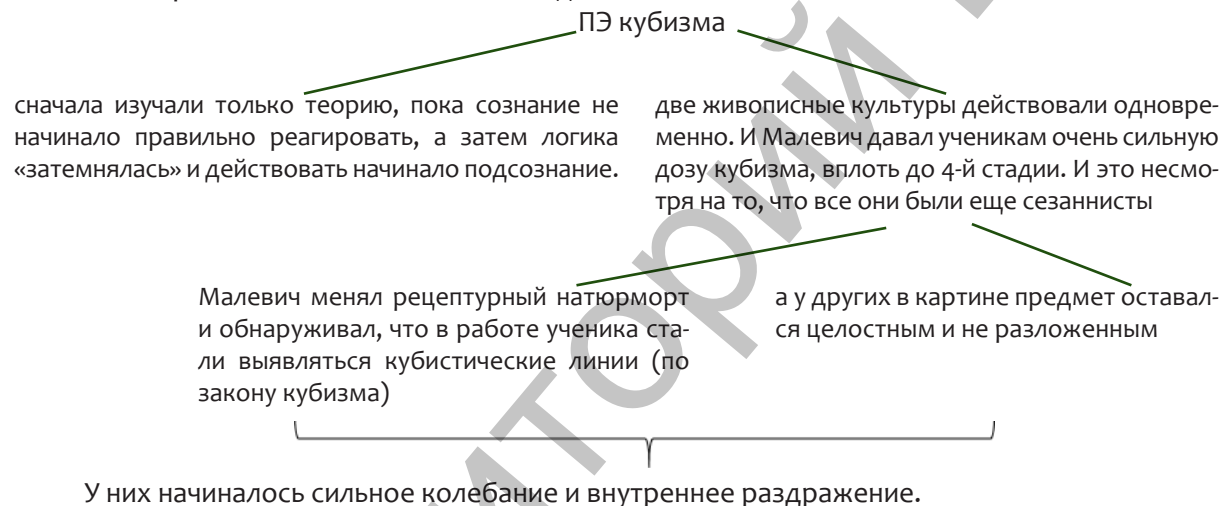 ПЭ кубизма
сначала изучали только теорию, пока сознание не
начинало правильно реагировать, а затем логика
«затемнялась» и действовать начинало подсознание.
две живописные культуры действовали одновре-
менно. И Малевич давал ученикам очень сильную
дозу кубизма, вплоть до 4-й стадии. И это несмо-
тря на то, что все они были еще сезаннисты
Малевич менял рецептурный натюрморт
и обнаруживал, что в работе ученика ста-
ли выявляться кубистические линии (по
закону кубизма)
а у других в картине предмет оставал-
ся целостным и не разложенным
У них начиналось сильное колебание и внутреннее раздражение.